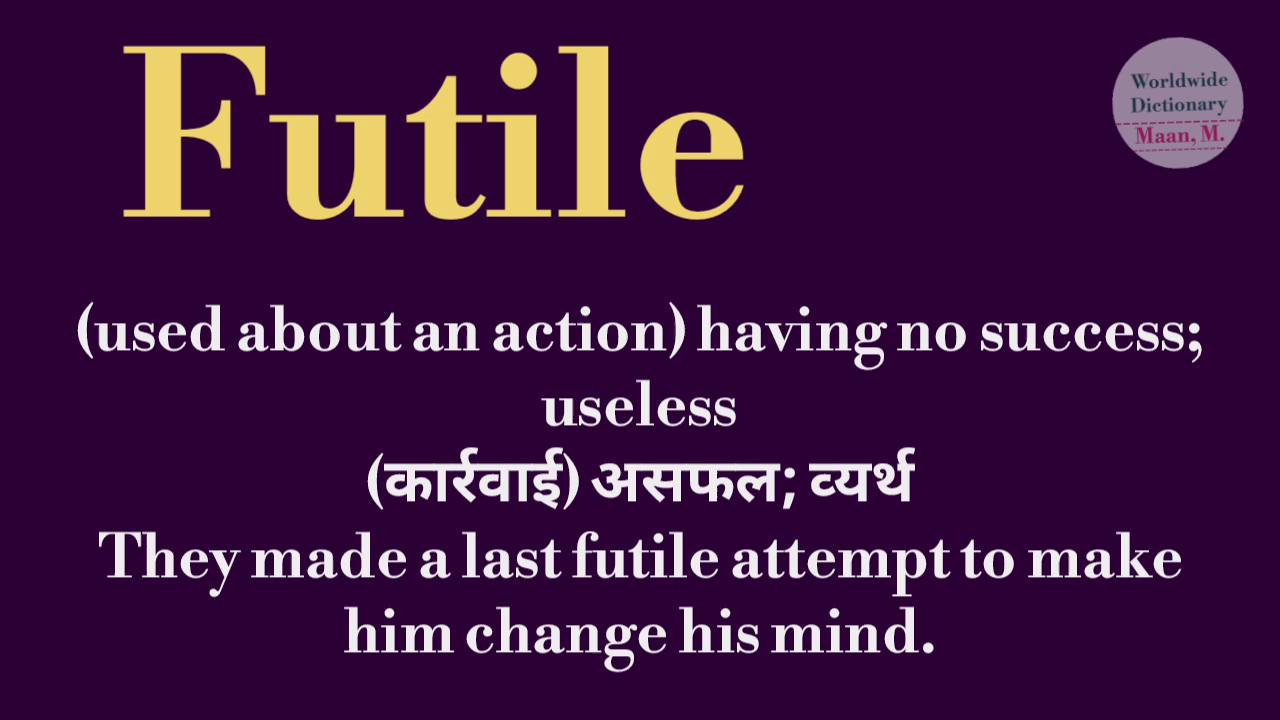 Futile
Worldwide
Dictionary
Maan, M.
(used about an action) having no success;
useless
(कार्रवाई) असफल; व्यर्थ
They made a last futile attempt to make
him change his mind.